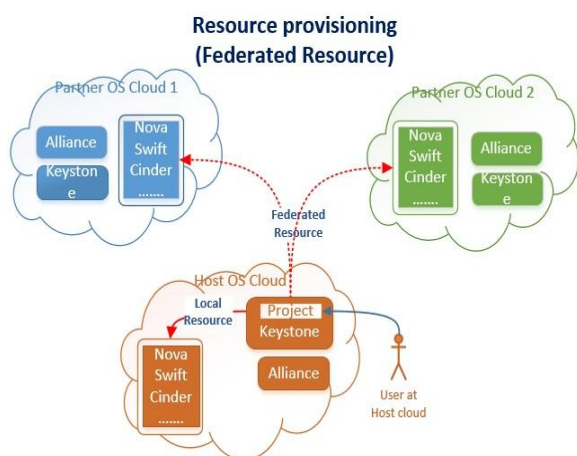 Resource provisioning
(Federated Resource)
Partner OS Cloud 1
Alliance
Keyston
e
Nova
Swift
Cinder
.......
Partner OS Cloud 2
Nova
Swift
Cinder
.......
Alliance
Keyston
e
Federated
Resource
Host OS Cloud
Local
Resource
Project
Keystone
Alliance
Nova
Swift
Cinder
.......
User at
Host cloud